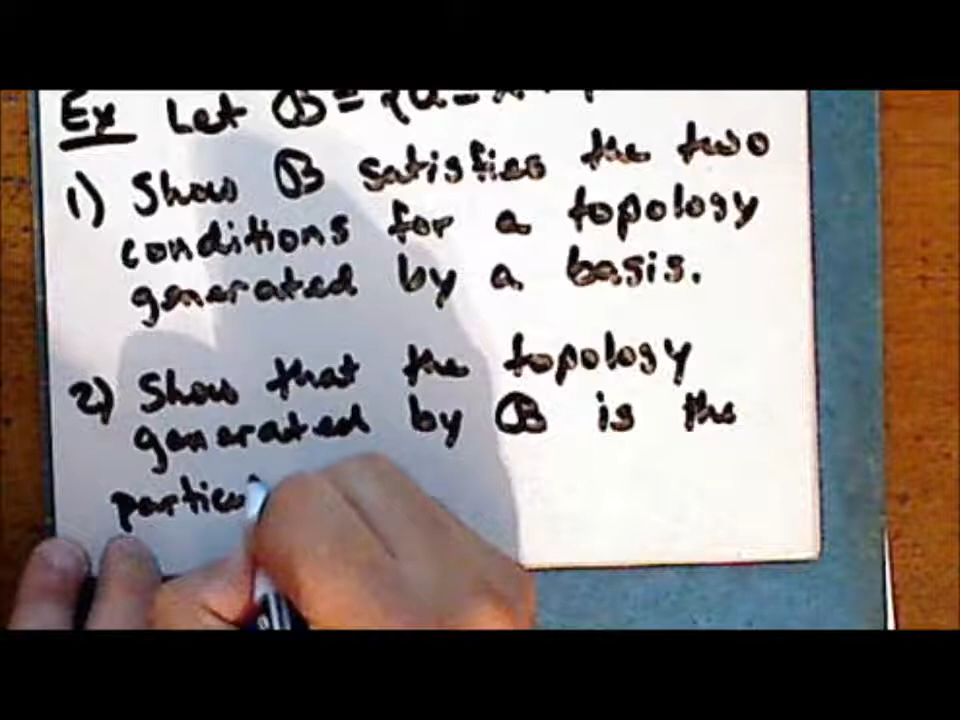 Ex Let B = {
1) Show B satisfies the two
conditions for a topology
generated by a basis.
2) Show that the topology
generated by B is the
particul